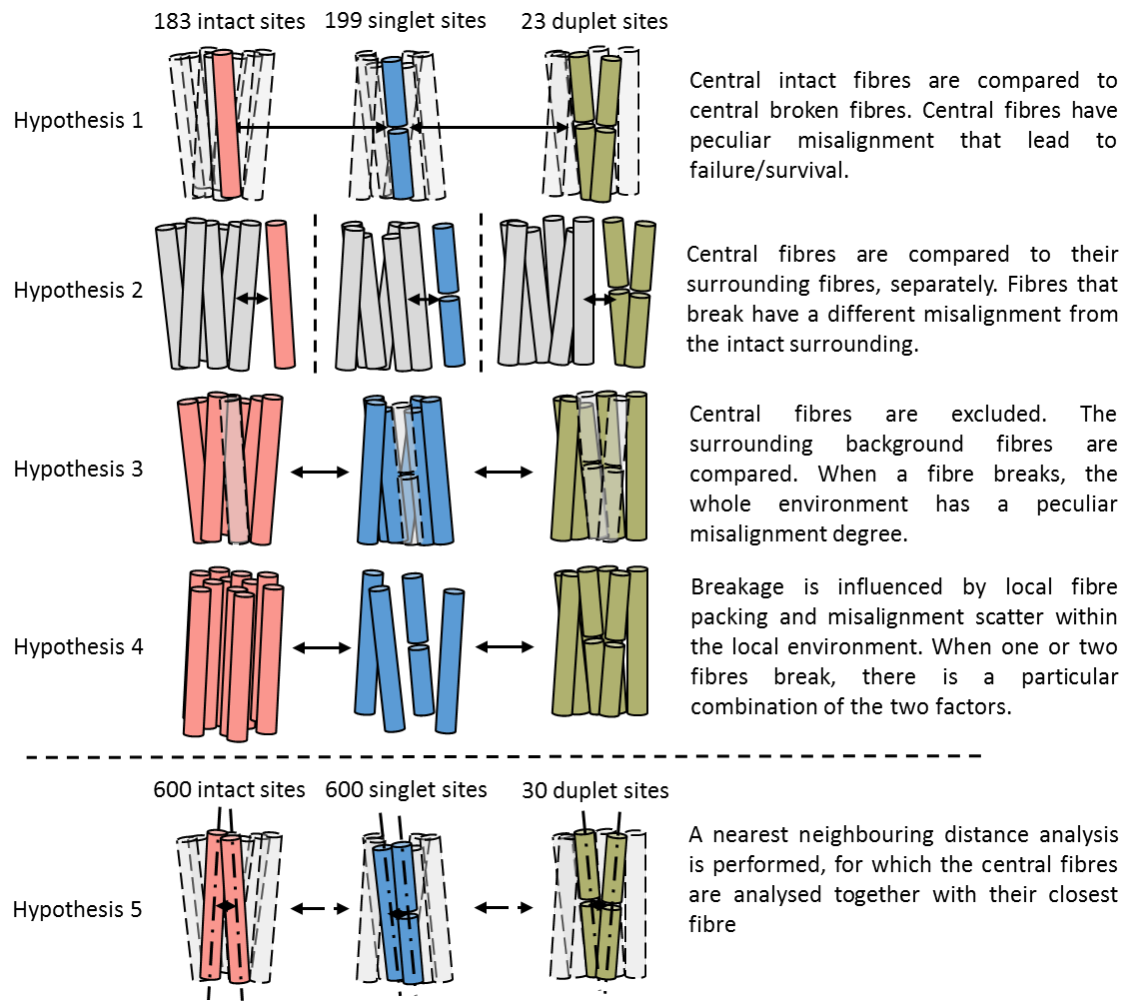 183 intact sites 199 singlet sites 23 duplet sites
Hypothesis 1
Central intact fibres are compared to
central broken fibres. Central fibres have
peculiar misalignment that lead to
failure/survival.
Hypothesis 2
Central fibres are compared to their
surrounding fibres, separately. Fibres that
break have a different misalignment from
the intact surrounding.
Hypothesis 3
Central fibres are excluded. The
surrounding background fibres are
compared. When a fibre breaks, the
whole environment has a peculiar
misalignment degree.
Hypothesis 4
Breakage is influenced by local fibre
packing and misalignment scatter within
the local environment. When one or two
fibres break, there is a particular
combination of the two factors.
600 intact sites 600 singlet sites 30 duplet sites
Hypothesis 5
A nearest neighbouring distance analysis
is performed, for which the central fibres
are analysed together with their closest
fibre